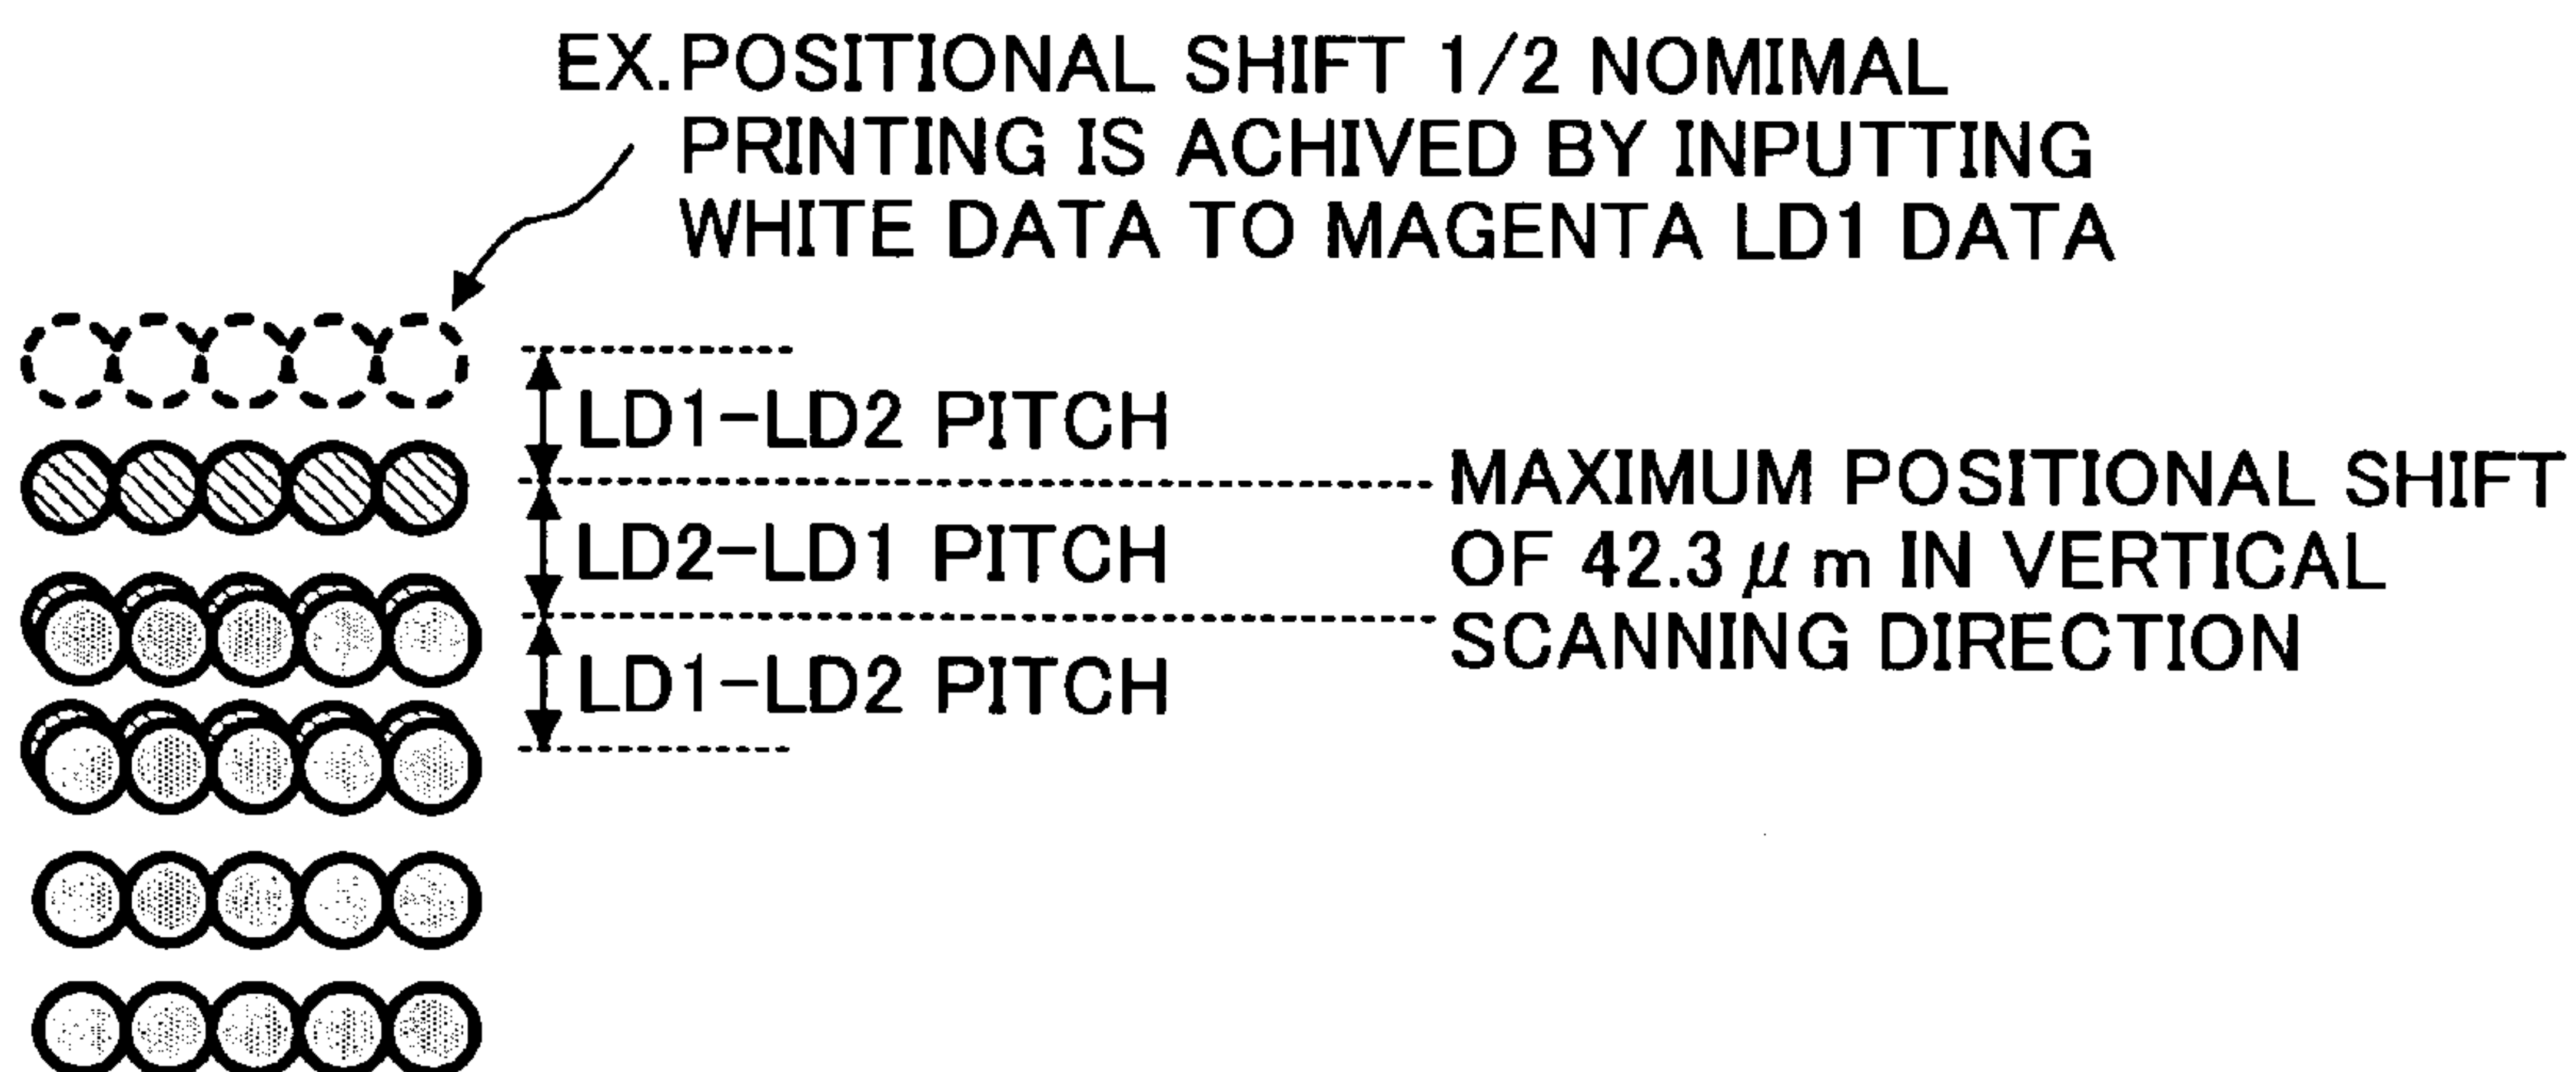 EX.POSITIONAL SHIFT 1/2 NOMIMAL
PRINTING IS ACHIVED BY INPUTTING
WHITE DATA TO MAGENTA LD1 DATA
LD1-LD2 PITCH
LD2-LD1 PITCH
LD1-LD2 PITCH
MAXIMUM POSITIONAL SHIFT
OF 42.3 μm IN VERTICAL
SCANNING DIRECTION